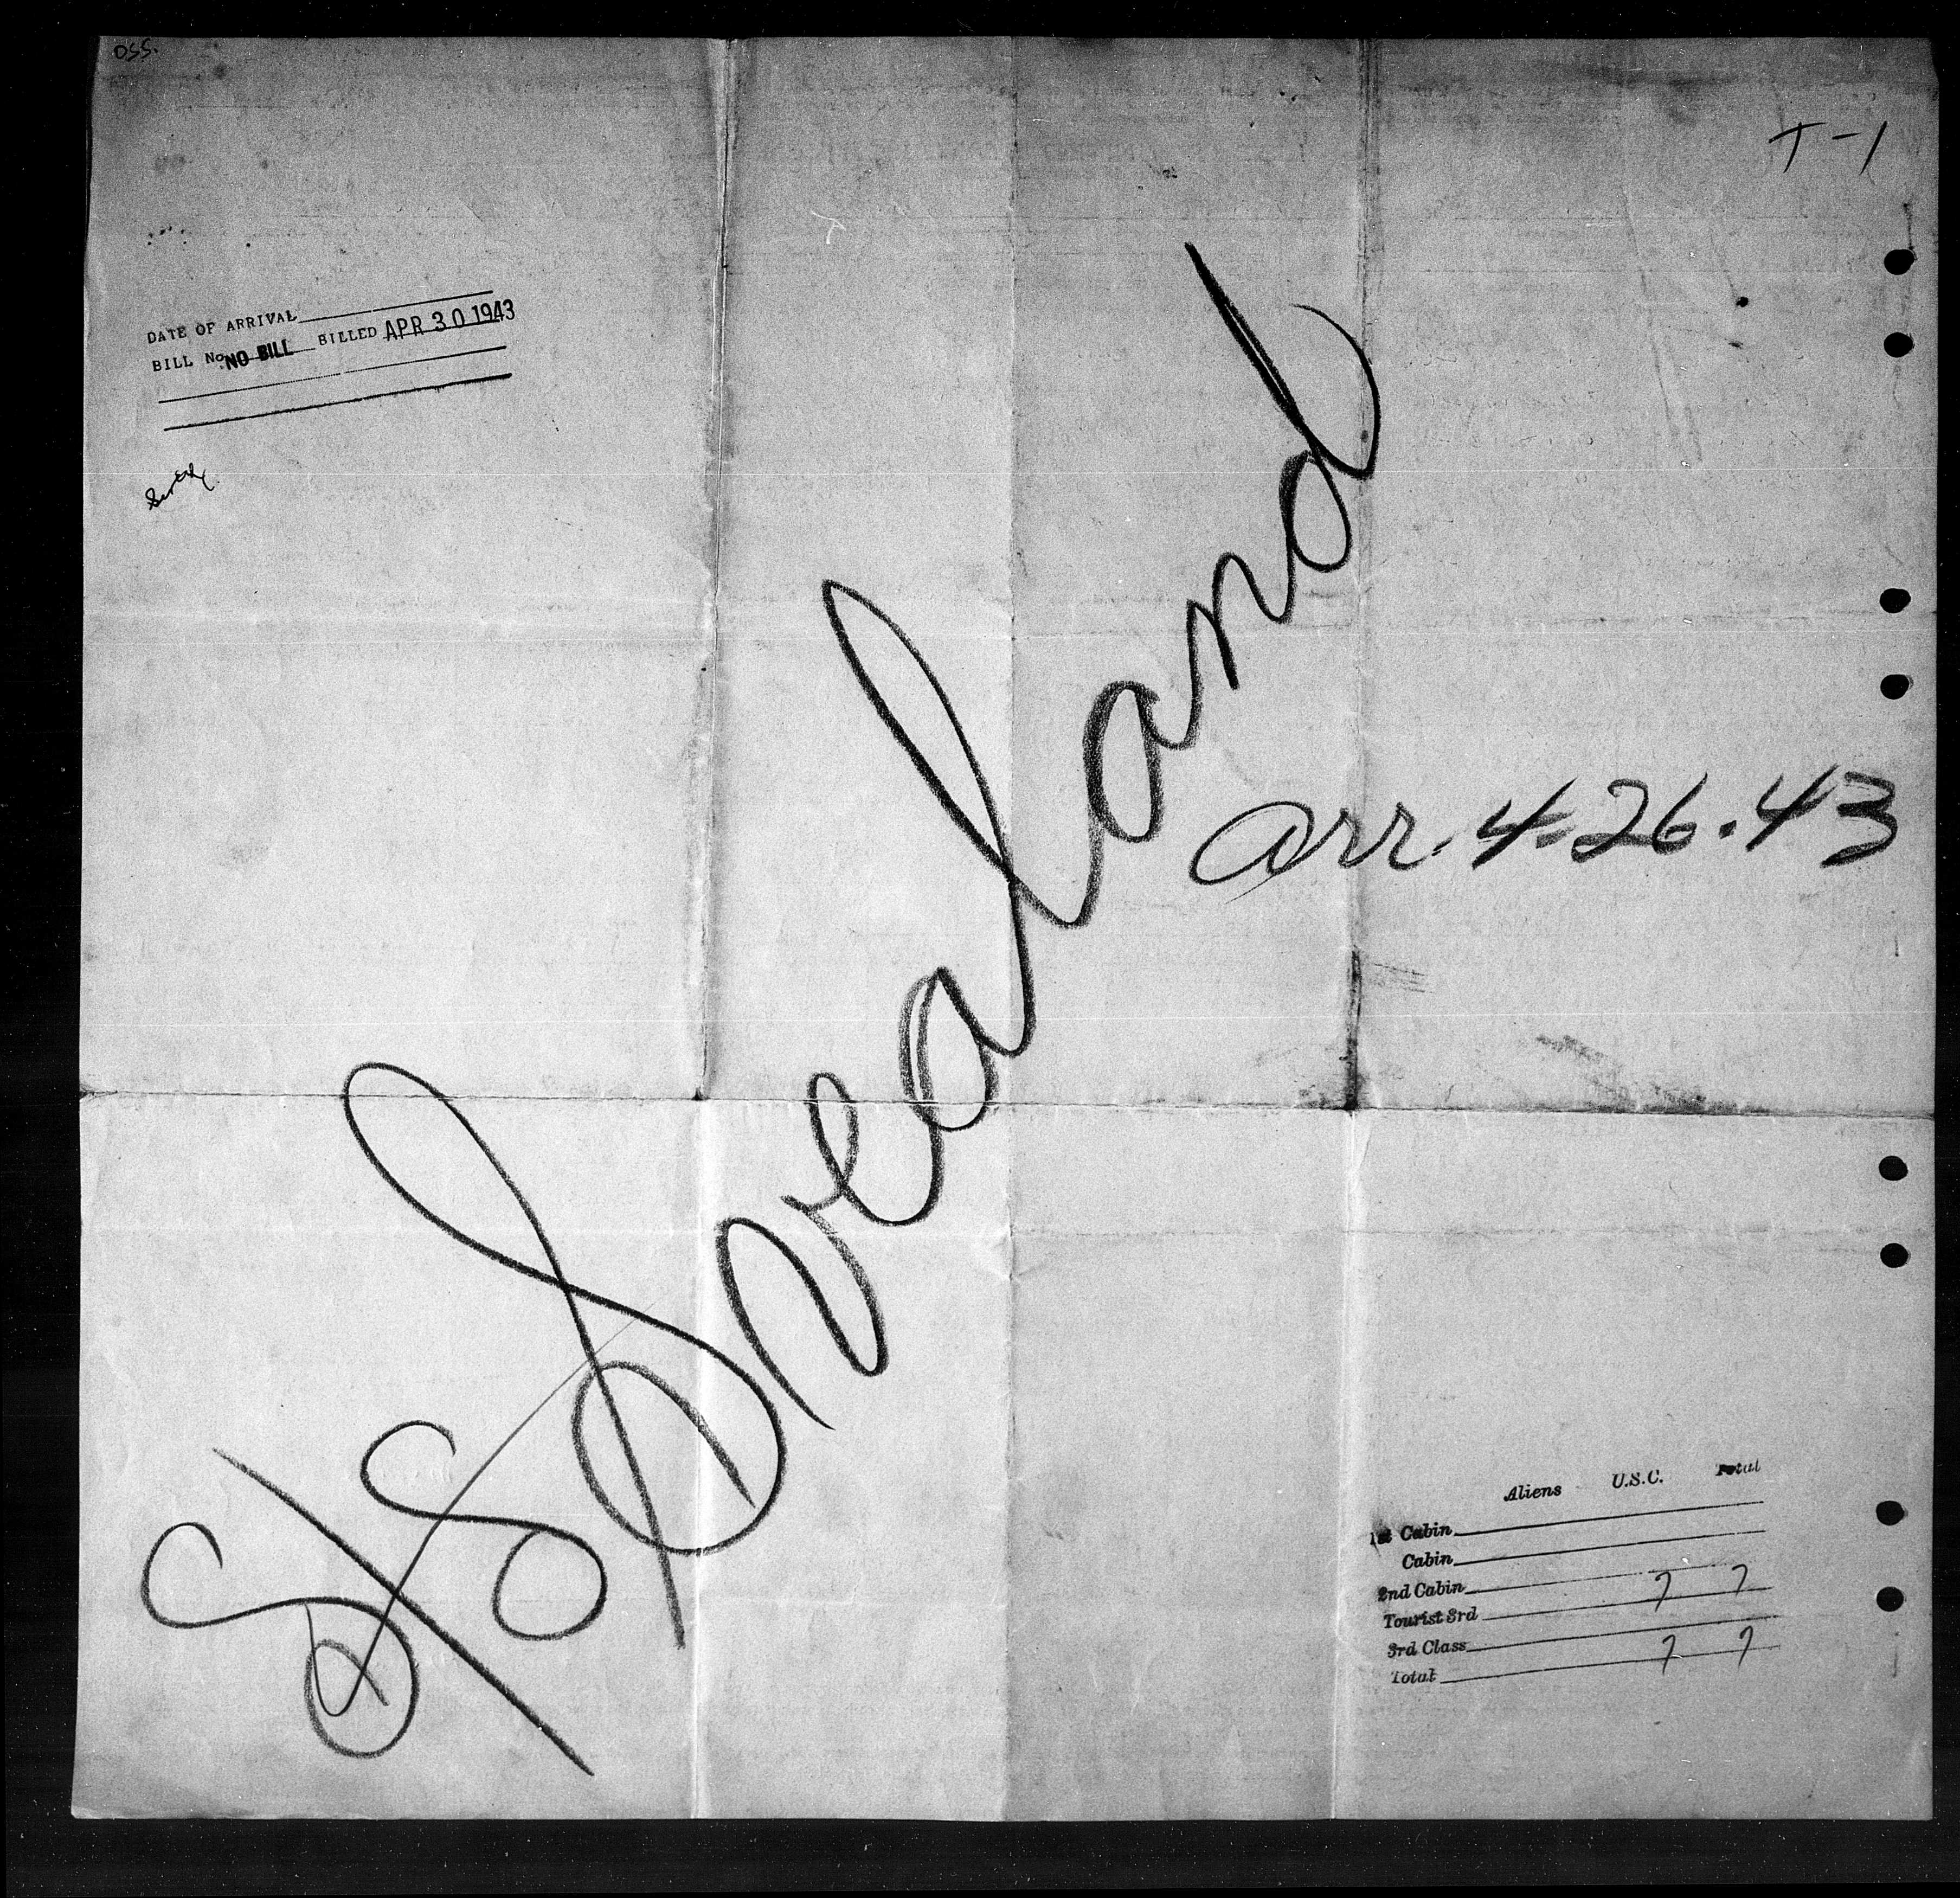 OSS.
T-1
DATE OF ARRIVAL
BILL No. NO BILL BILLED APR 30 1943
S/S Svealand
arr. 4.26.43
Aliens U.S.C. Total
1st Cabin
Cabin
2nd Cabin
Tourist 3rd 7 7
3rd Class
Total 7 7